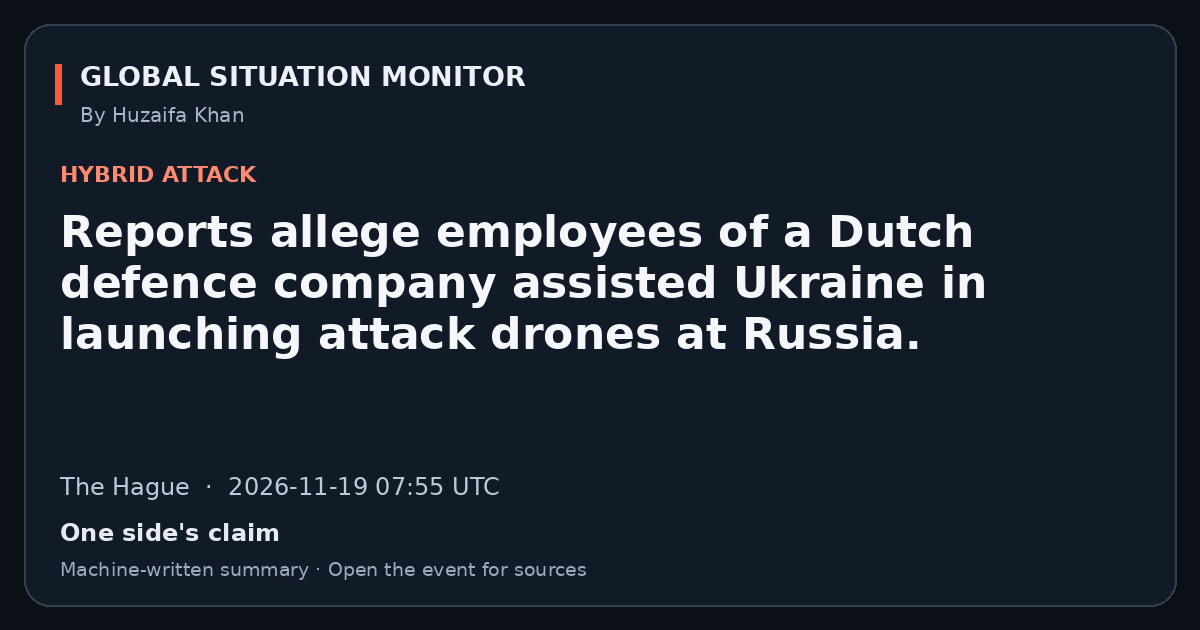 GLOBAL SITUATION MONITOR
By Huzaifa Khan
HYBRID ATTACK
Reports allege employees of a Dutch
defence company assisted Ukraine in
launching attack drones at Russia.
The Hague · 2026-11-19 07:55 UTC
One side's claim
Machine-written summary · Open the event for sources